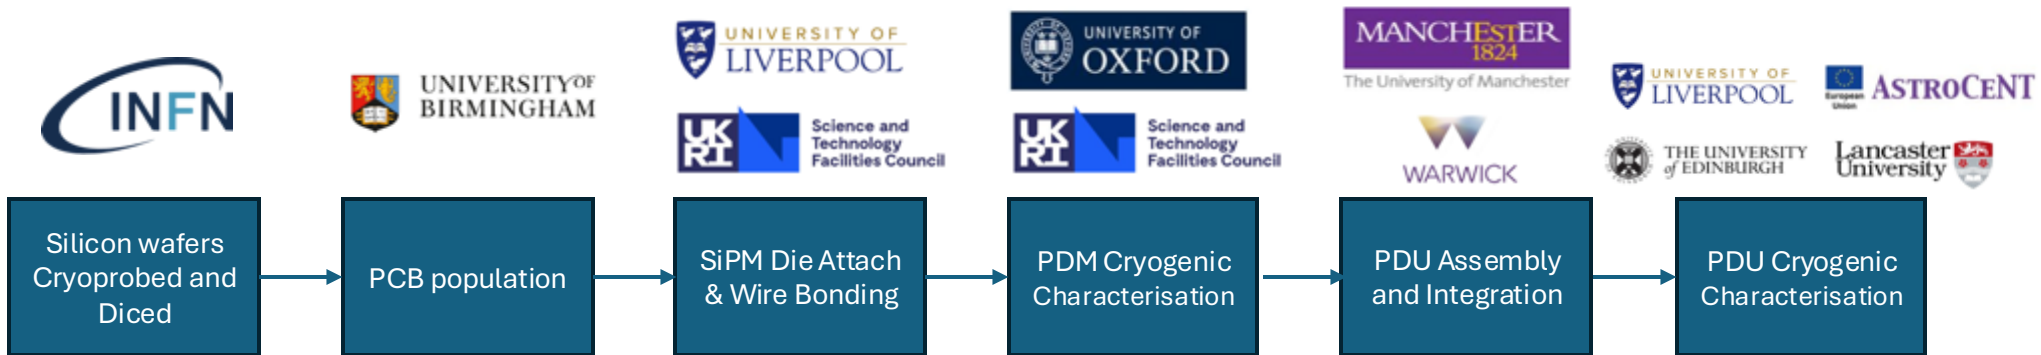 INFN
UNIVERSITY OF
BIRMINGHAM
UNIVERSITY OF
LIVERPOOL
UK
RI
Science and
Technology
Facilities Council
UNIVERSITY OF
OXFORD
UK
RI
Science and
Technology
Facilities Council
MANCHESTER
1824
The University of Manchester
WARWICK
UNIVERSITY OF
LIVERPOOL
European
Union
ASTROCENT
THE UNIVERSITY
of EDINBURGH
Lancaster
University
Silicon wafers
Cryoprobed and
Diced
PCB population
SiPM Die Attach
& Wire Bonding
PDM Cryogenic
Characterisation
PDU Assembly
and Integration
PDU Cryogenic
Characterisation